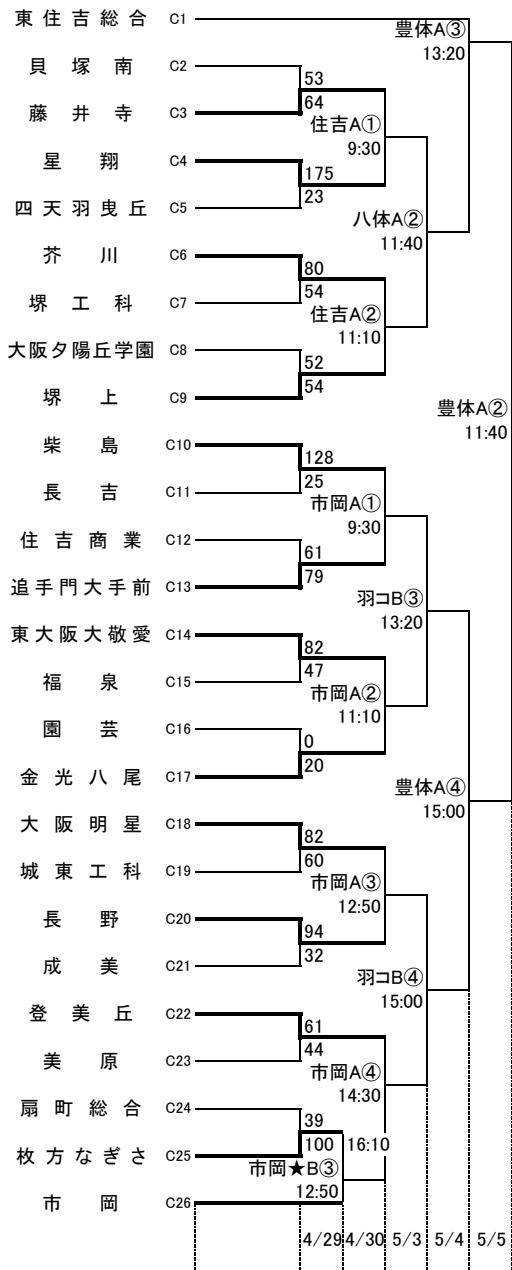 東住吉総合 C1
豊体A③
13:20
貝塚南 C2
53
藤井寺 C3
64
住吉A①
9:30
星翔 C4
175
四天羽曳丘 C5
23
八体A②
11:40
芥川 C6
80
堺工科 C7
54
住吉A②
11:10
大阪夕陽丘学園 C8
52
堺上 C9
54
豊体A②
11:40
柴島 C10
128
長吉 C11
25
市岡A①
9:30
住吉商業 C12
61
追手門大手前 C13
79
羽コB③
13:20
東大阪大敬愛 C14
82
福泉 C15
47
市岡A②
11:10
園芸 C16
0
金光八尾 C17
20
豊体A④
15:00
大阪明星 C18
82
城東工科 C19
60
市岡A③
12:50
長野 C20
94
成美 C21
32
羽コB④
15:00
登美丘 C22
61
美原 C23
44
市岡A④
14:30
扇町総合 C24
39
枚方なぎさ C25
100 16:10
市岡★B③
12:50
市岡 C26
4/29 4/30 5/3 5/4 5/5